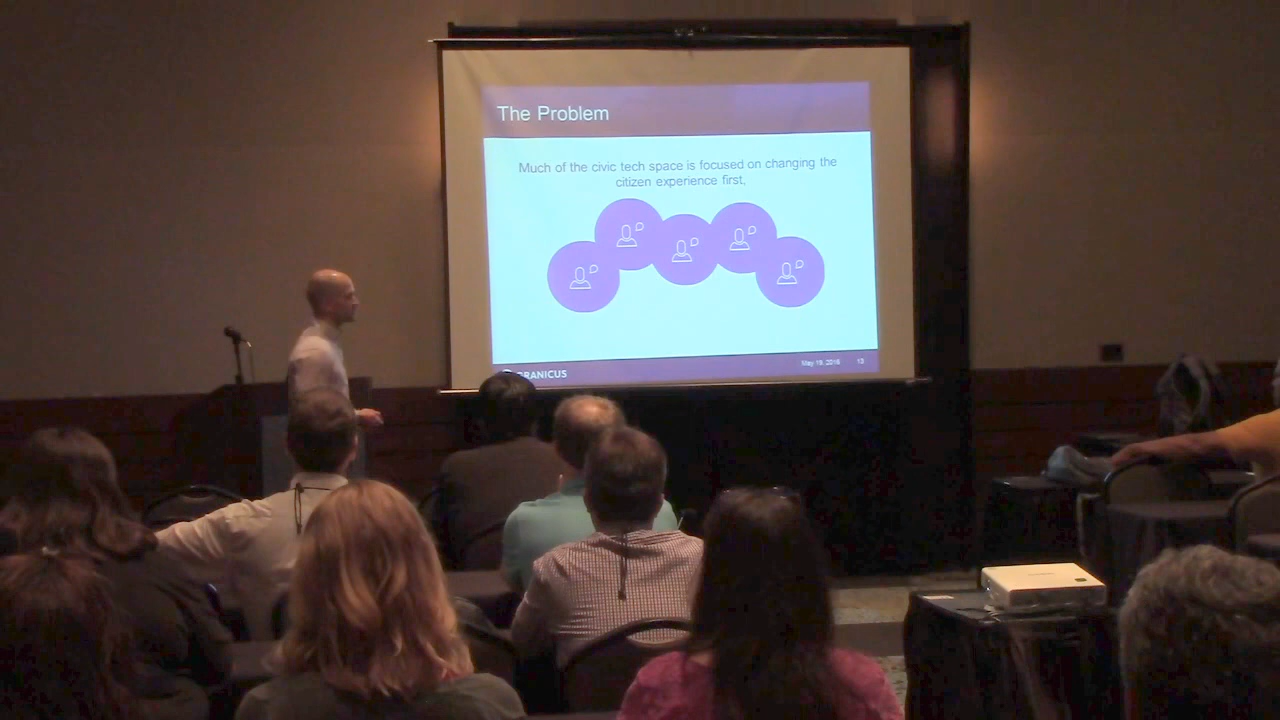 The Problem
Much of the civic tech space is focused on changing the
citizen experience first,
GRANICUS
May 19, 2016 13